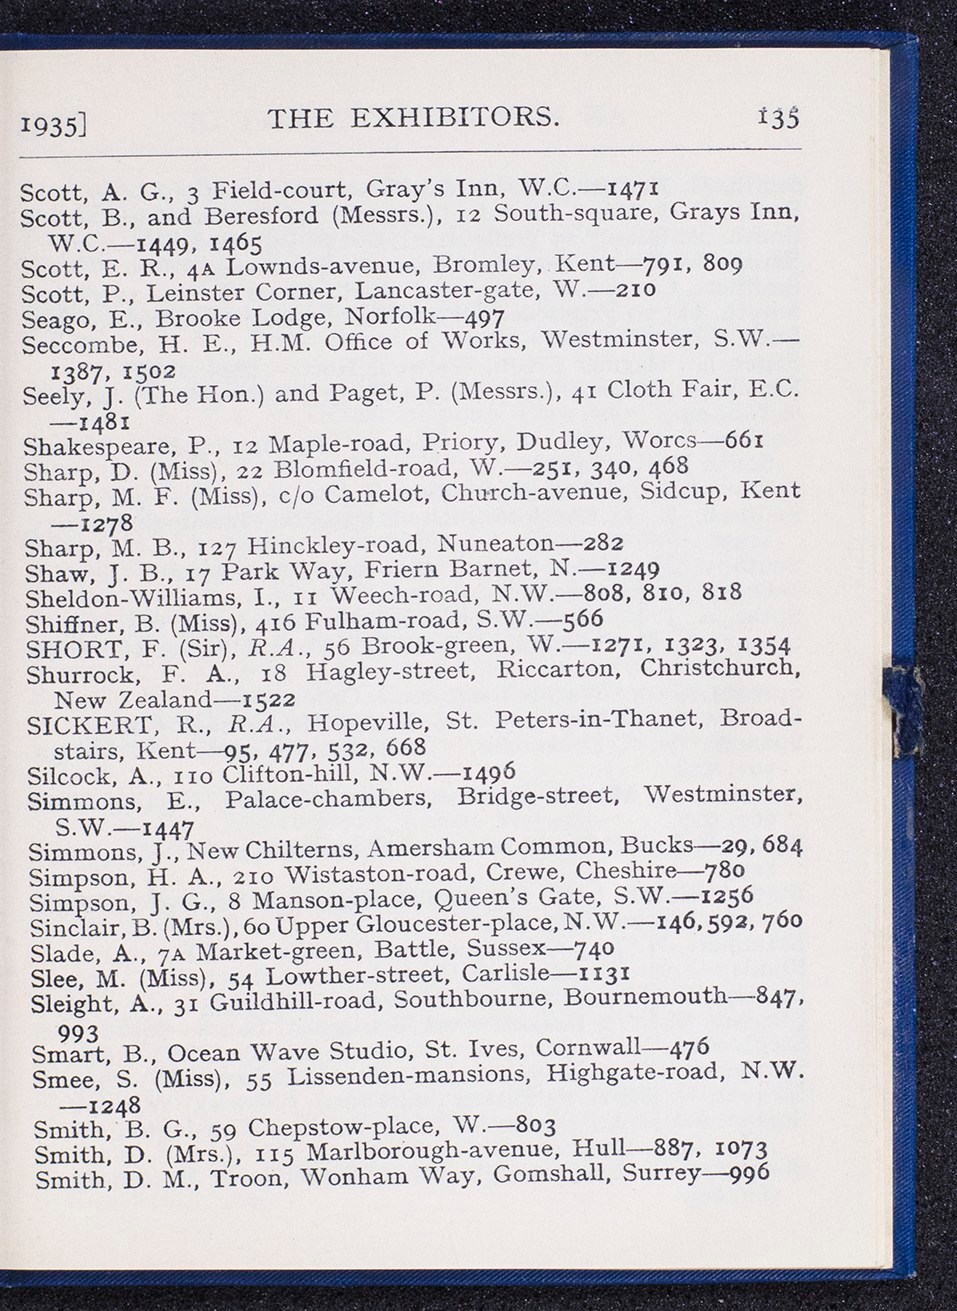 1935] THE EXHIBITORS. 135
Scott, A. G., 3 Field-court, Gray's Inn, W.C.—1471
Scott, B., and Beresford (Messrs.), 12 South-square, Grays Inn,
W.C.—1449, 1465
Scott, E. R., 4A Lownds-avenue, Bromley, Kent—791, 809
Scott, P., Leinster Corner, Lancaster-gate, W.—210
Seago, E., Brooke Lodge, Norfolk—497
Seccombe, H. E., H.M. Office of Works, Westminster, S.W.—
1387, 1502
Seely, J. (The Hon.) and Paget, P. (Messrs.), 41 Cloth Fair, E.C.
—1481
Shakespeare, P., 12 Maple-road, Priory, Dudley, Worcs—661
Sharp, D. (Miss), 22 Blomfield-road, W.—251, 340, 468
Sharp, M. F. (Miss), c/o Camelot, Church-avenue, Sidcup, Kent
—1278
Sharp, M. B., 127 Hinckley-road, Nuneaton—282
Shaw, J. B., 17 Park Way, Friern Barnet, N.—1249
Sheldon-Williams, I., 11 Weech-road, N.W.—808, 810, 818
Shiffner, B. (Miss), 416 Fulham-road, S.W.—566
SHORT, F. (Sir), R.A., 56 Brook-green, W.—1271, 1323, 1354
Shurrock, F. A., 18 Hagley-street, Riccarton, Christchurch,
New Zealand—1522
SICKERT, R., R.A., Hopeville, St. Peters-in-Thanet, Broad-
stairs, Kent—95, 477, 532, 668
Silcock, A., 110 Clifton-hill, N.W.—1496
Simmons, E., Palace-chambers, Bridge-street, Westminster,
S.W.—1447
Simmons, J., New Chilterns, Amersham Common, Bucks—29, 684
Simpson, H. A., 210 Wistaston-road, Crewe, Cheshire—780
Simpson, J. G., 8 Manson-place, Queen's Gate, S.W.—1256
Sinclair, B. (Mrs.), 60 Upper Gloucester-place, N.W.—146, 592, 760
Slade, A., 7A Market-green, Battle, Sussex—740
Slee, M. (Miss), 54 Lowther-street, Carlisle—1131
Sleight, A., 31 Guildhill-road, Southbourne, Bournemouth—847,
993
Smart, B., Ocean Wave Studio, St. Ives, Cornwall—476
Smee, S. (Miss), 55 Lissenden-mansions, Highgate-road, N.W.
—1248
Smith, B. G., 59 Chepstow-place, W.—803
Smith, D. (Mrs.), 115 Marlborough-avenue, Hull—887, 1073
Smith, D. M., Troon, Wonham Way, Gomshall, Surrey—996